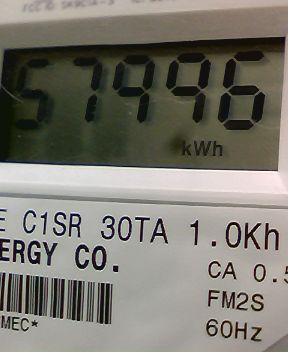 57996
kWh
E C1SR 30TA 1.0Kh
ERGY CO.
CA 0.5
FM2S
60Hz
MEC*